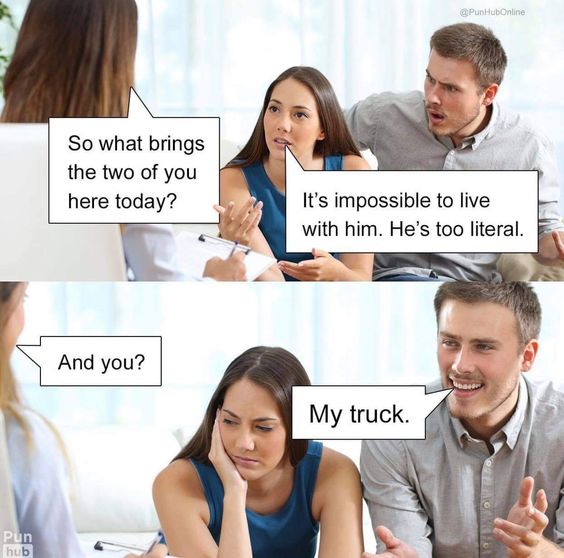 @PunHubOnline
So what brings
the two of you
here today?
It's impossible to live
with him. He's too literal.
And you?
My truck.
Pun
hub